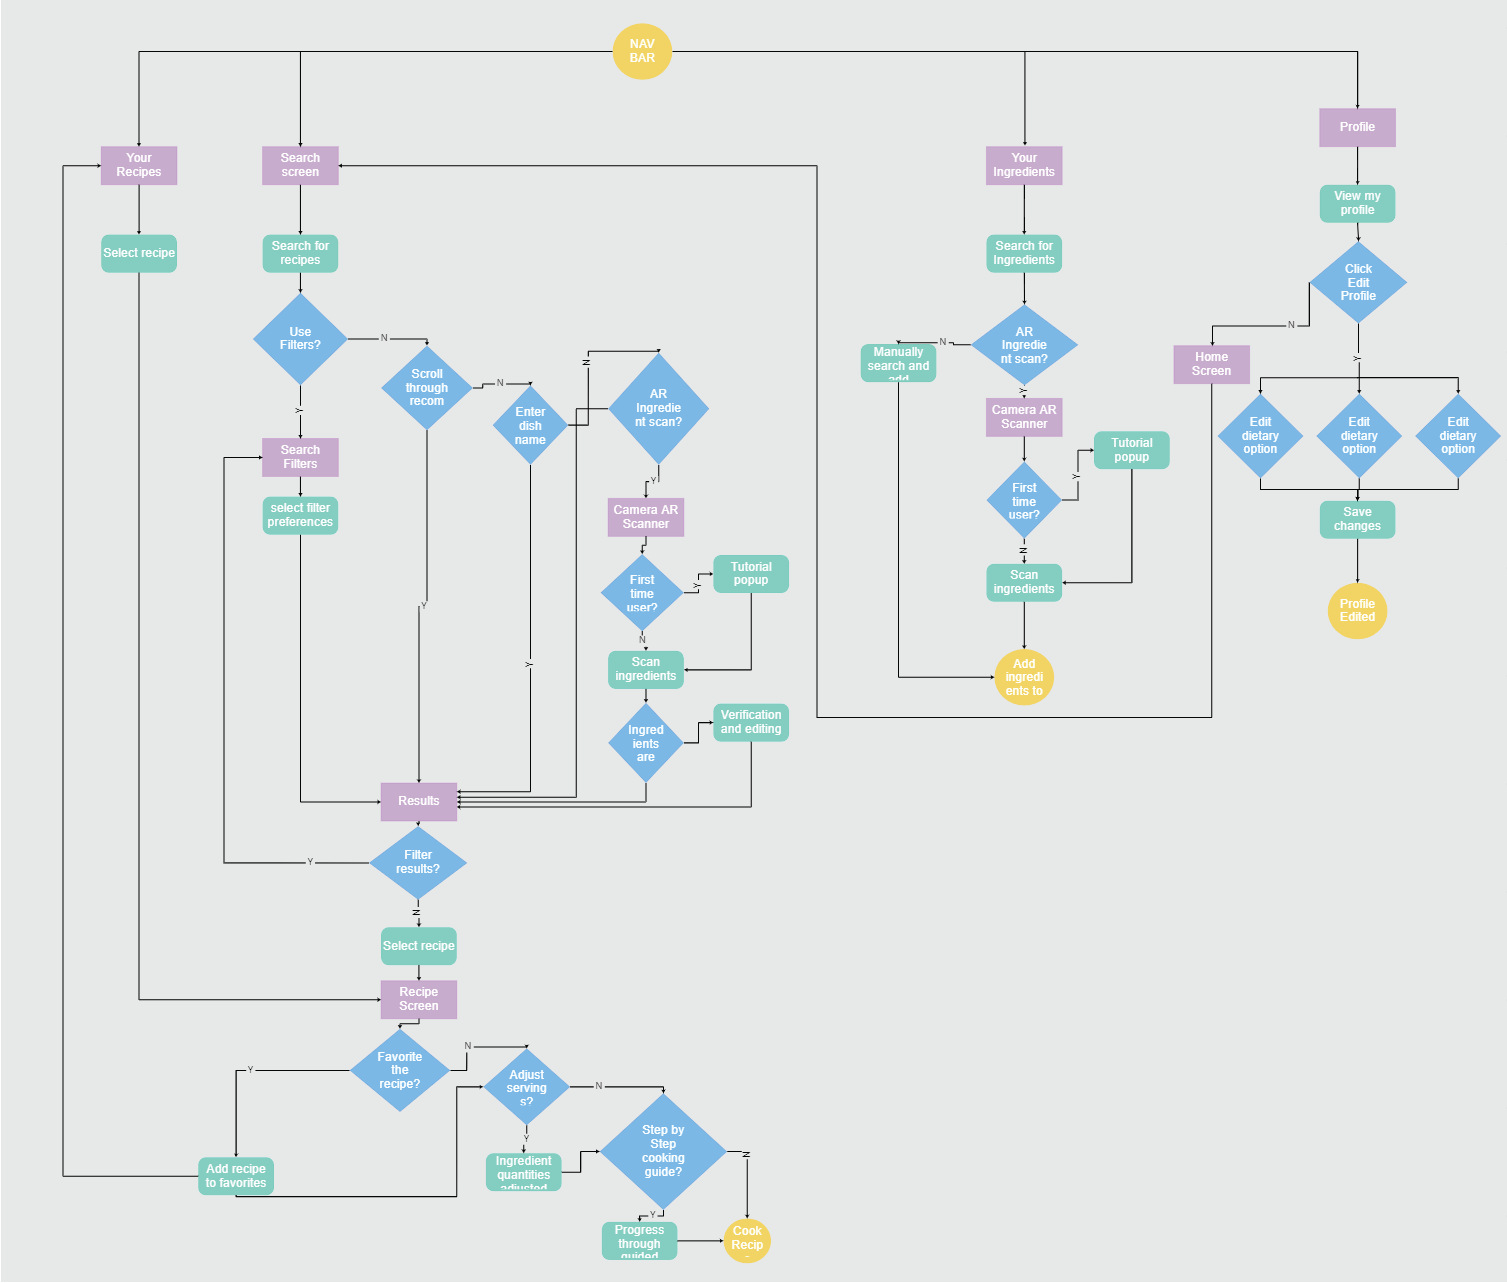 NAV
BAR
Profile
Your
Recipes
Search
screen
Your
Ingredients
View my
profile
Select recipe
Search for
recipes
Search for
Ingredients
Click
Edit
Profile
N
Home
Screen
Y
Use
Filters?
N
Scroll
through
recom
N
Enter
dish
name
N
AR
Ingredie
nt scan?
AR
Ingredie
nt scan?
N
Manually
search and
add
Y
Camera AR
Scanner
Tutorial
popup
Y
First
time
user?
N
Scan
ingredients
Add
ingredi
ents to
Edit
dietary
option
Edit
dietary
option
Edit
dietary
option
Save
changes
Profile
Edited
Y
Search
Filters
select filter
preferences
Y
Y
Y
Camera AR
Scanner
First
time
user?
Y
Tutorial
popup
N
Scan
ingredients
Ingred
ients
are
Verification
and editing
Results
Filter
results?
Y
N
Select recipe
Recipe
Screen
Favorite
the
recipe?
Y
N
Adjust
serving
s?
N
Y
Add recipe
to favorites
Ingredient
quantities
adjusted
Step by
Step
cooking
guide?
N
Y
Progress
through
guided
Cook
Recip